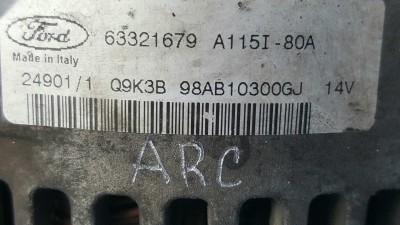 Ford 63321679 A115I-80A
Made in Italy
24901/1 Q9K3B 98AB10300GJ 14V
ARC